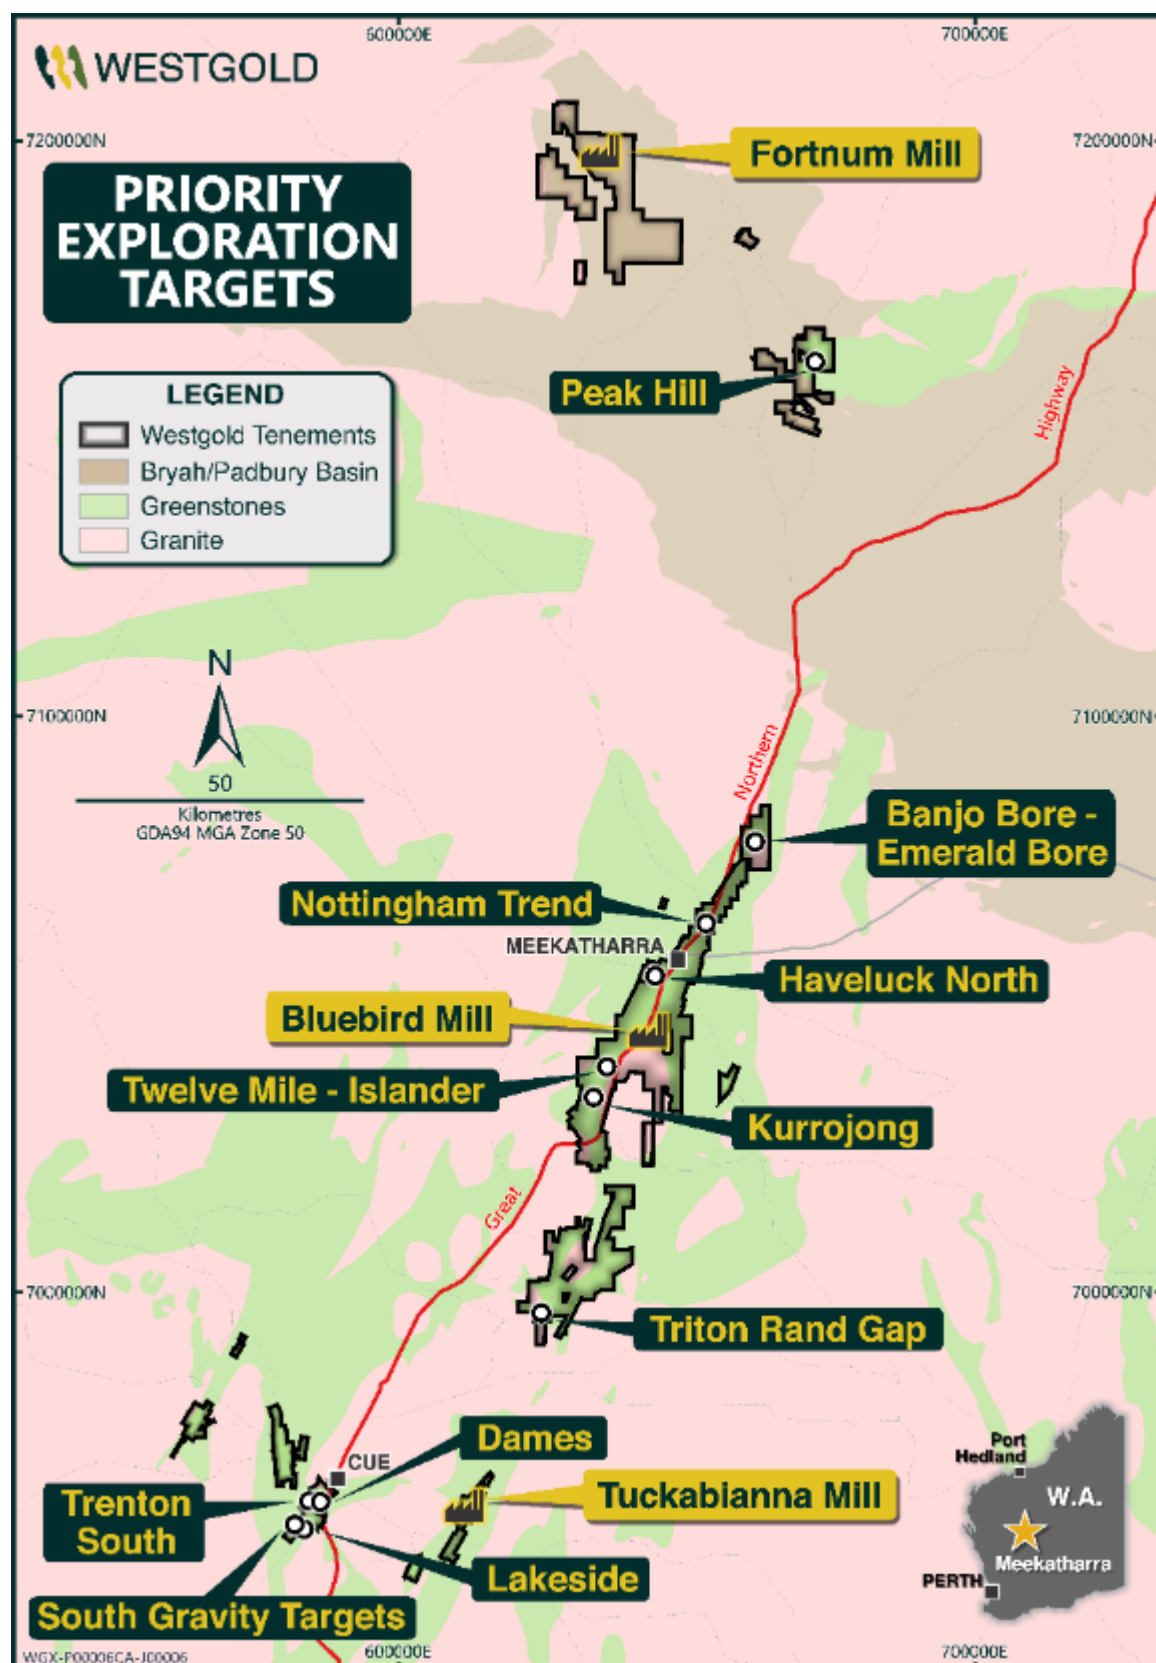 600000E
700000E
WESTGOLD
7200000N
7200000N
Fortnum Mill
PRIORITY
EXPLORATION
TARGETS
Peak Hill
Highway
LEGEND
Westgold Tenements
Bryah/Padbury Basin
Greenstones
Granite
N
7100000N
7100000N
50
Kilometres
GDA94 MGA Zone 50
Northern
Banjo Bore -
Emerald Bore
Nottingham Trend
MEEKATHARRA
Haveluck North
Bluebird Mill
Twelve Mile - Islander
Kurrojong
Great
7000000N
7000000N
Triton Rand Gap
Dames
CUE
Port
Hedland
Trenton
South
Tuckabianna Mill
W.A.
Meekatharra
Lakeside
PERTH
South Gravity Targets
600000E
700000E
WGX-P00006CA-J00006